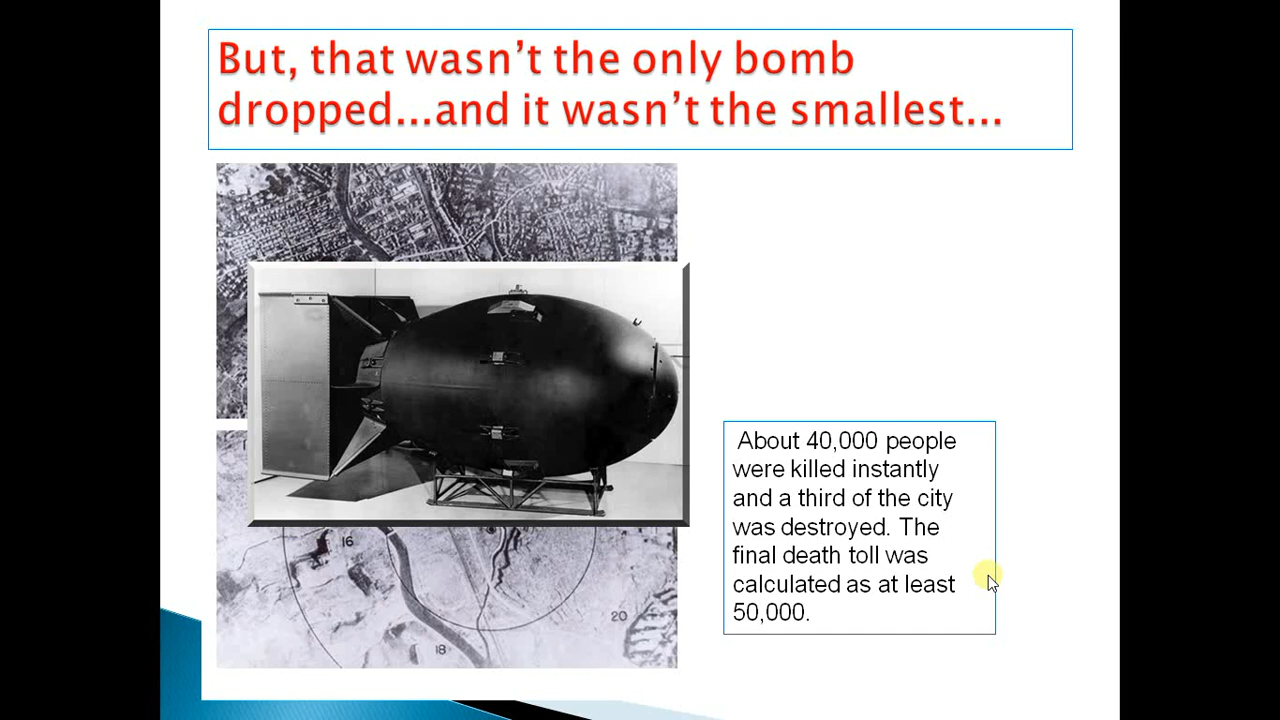 But, that wasn't the only bomb
dropped...and it wasn't the smallest...
About 40,000 people
were killed instantly
and a third of the city
was destroyed. The
final death toll was
calculated as at least
50,000.
16
20
18